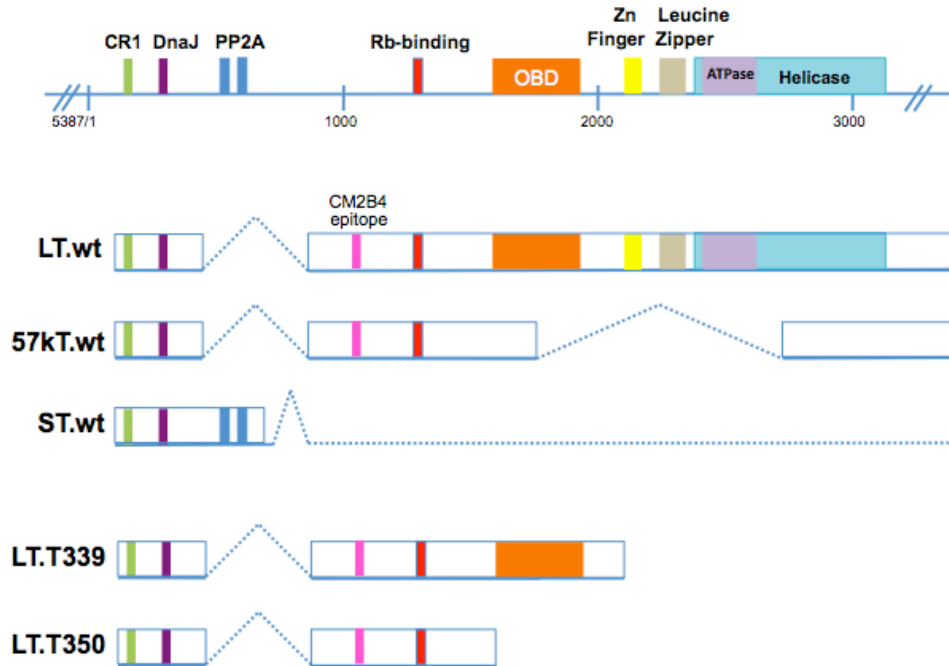 Zn Leucine
CR1 DnaJ PP2A Rb-binding Finger Zipper
OBD ATPase Helicase
5387/1 1000 2000 3000
CM2B4
epitope
LT.wt
57kT.wt
ST.wt
LT.T339
LT.T350